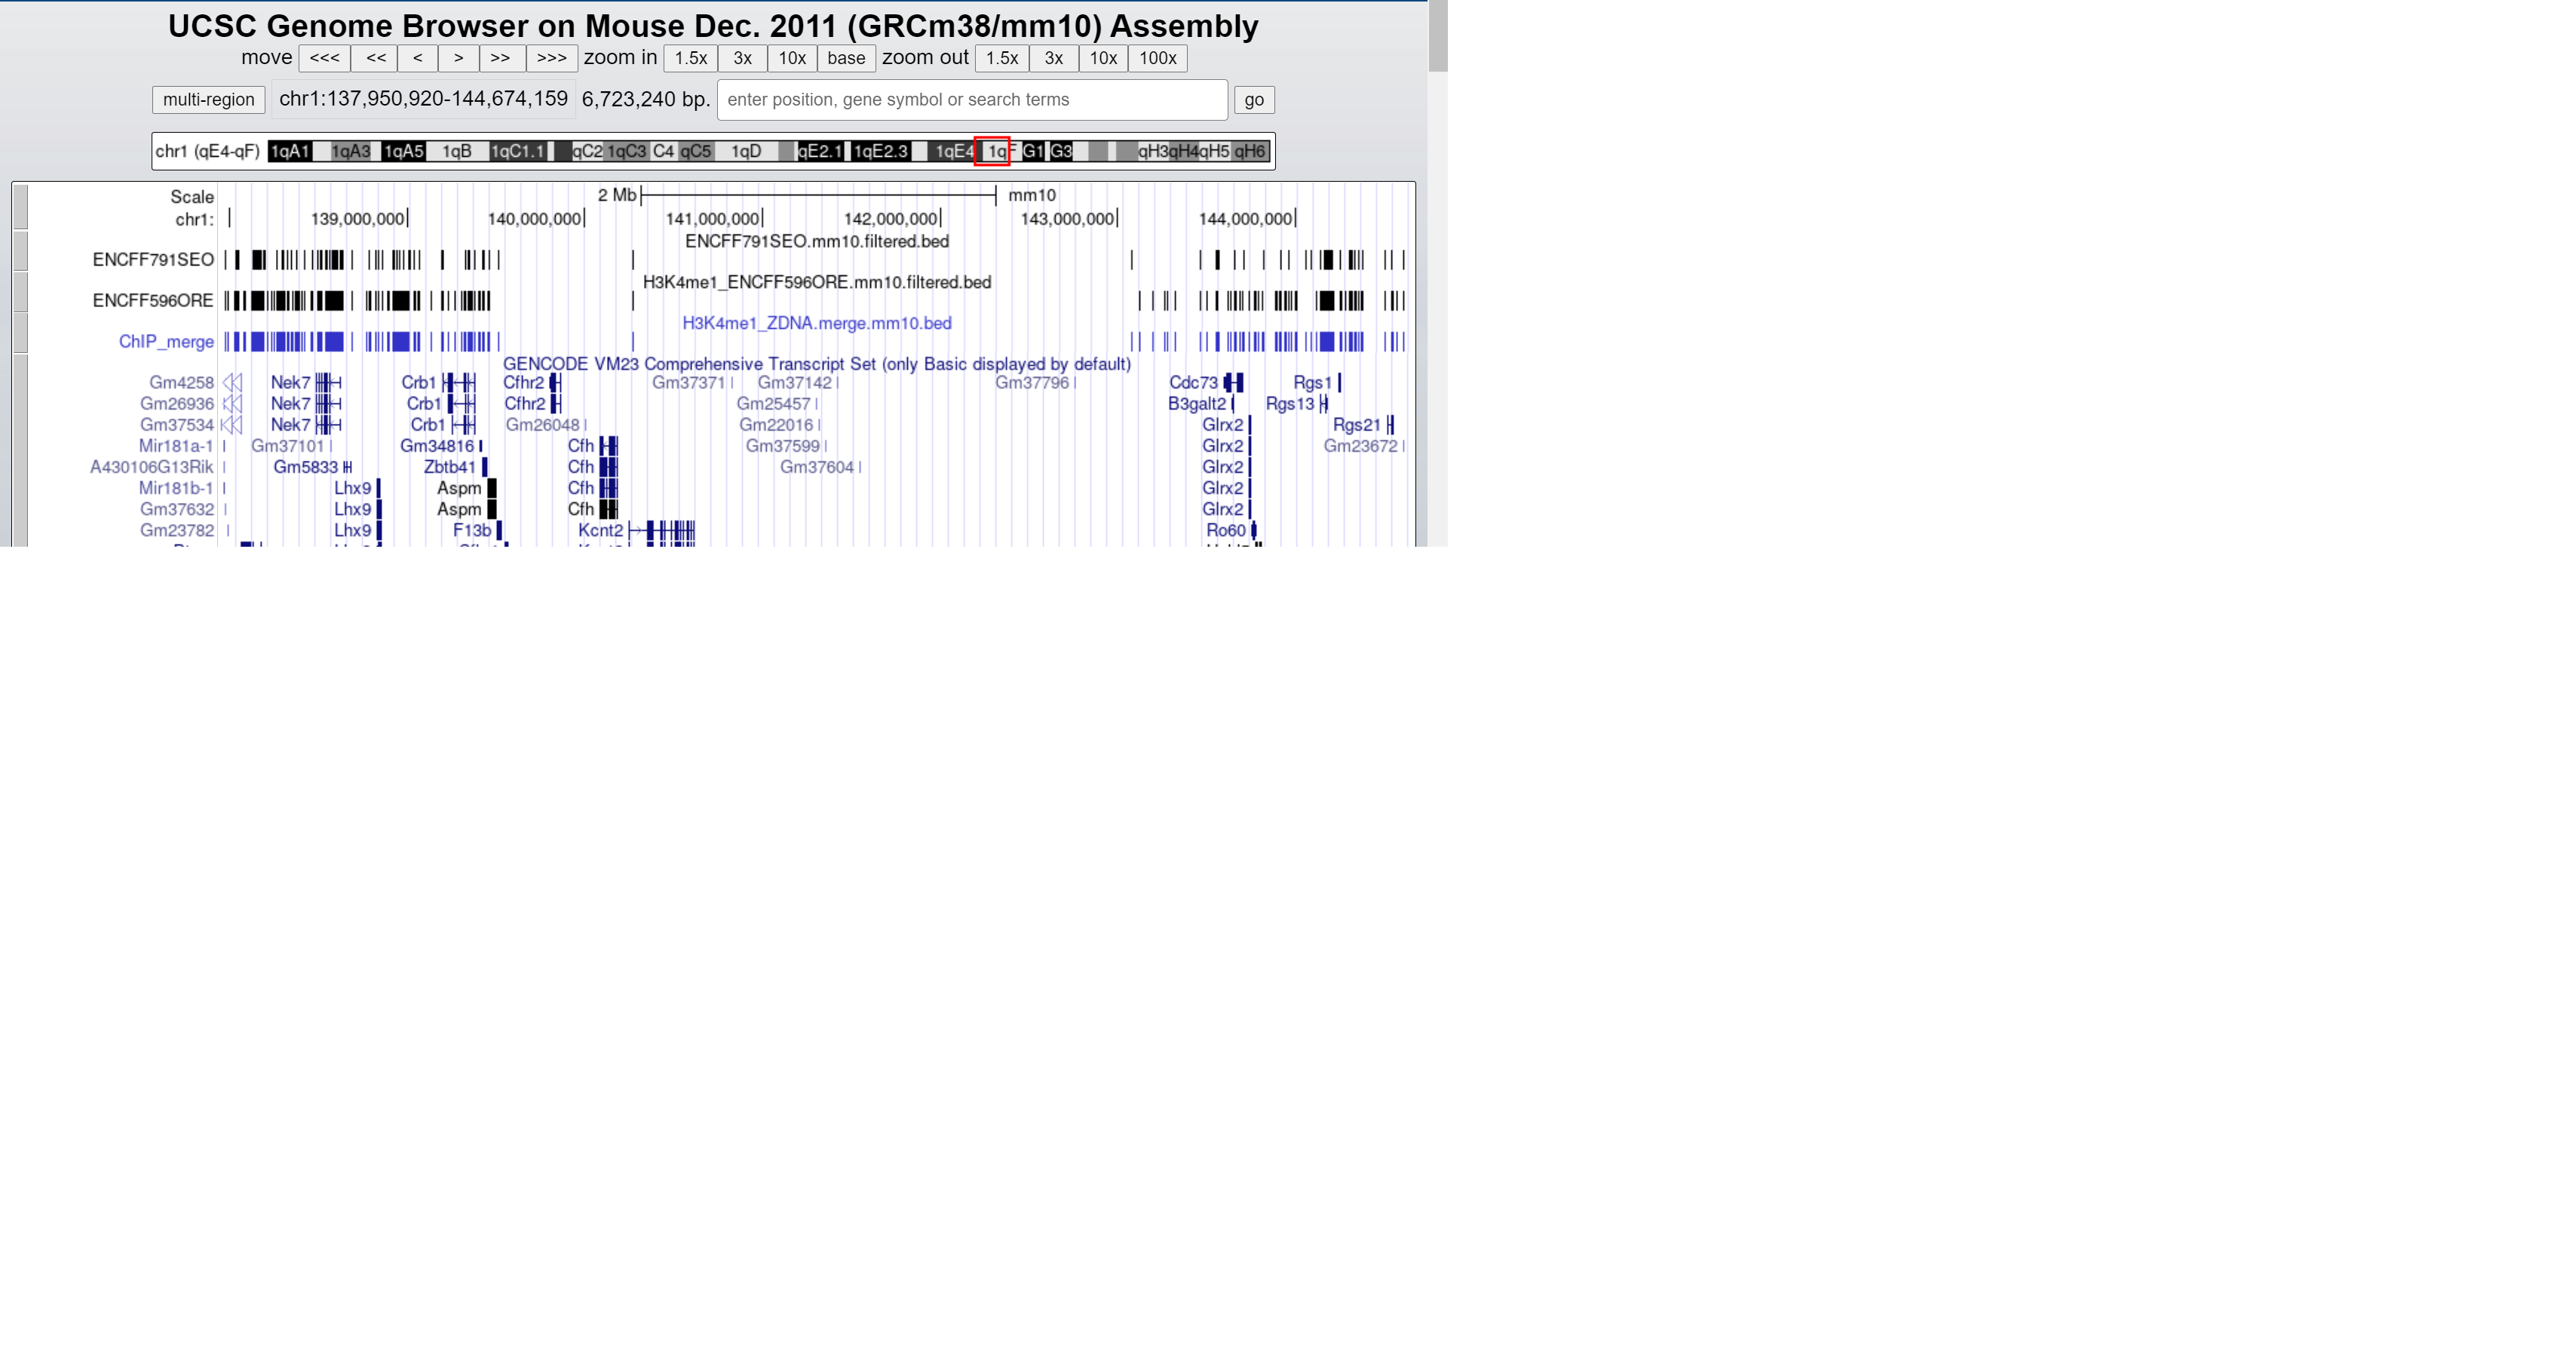 UCSC Genome Browser on Mouse Dec. 2011 (GRCm38/mm10) Assembly
move <<< << < > >> >>> zoom in 1.5x 3x 10x base zoom out 1.5x 3x 10x 100x
multi-region chr1:137,950,920-144,674,159 6,723,240 bp. enter position, gene symbol or search terms go
chr1 (qE4-qF) 1qA1 1qA3 1qA5 1qB 1qC1.1 qC2 1qC3 C4 qC5 1qD qE2.1 1qE2.3 1qE4 1qF G1 G3 qH3 qH4 qH5 qH6
Scale 2 Mb mm10
chr1: 139,000,000 140,000,000 141,000,000 142,000,000 143,000,000 144,000,000
ENCFF791SEO.mm10.filtered.bed
ENCFF791SEO
H3K4me1_ENCFF596ORE.mm10.filtered.bed
ENCFF596ORE
H3K4me1_ZDNA.merge.mm10.bed
ChIP_merge
GENCODE VM23 Comprehensive Transcript Set (only Basic displayed by default)
Gm4258 Nek7 Crb1 Cfhr2 Gm37371 Gm37142 Gm37796 Cdc73 Rgs1
Gm26936 Nek7 Crb1 Cfhr2 Gm25457 B3galt2 Rgs13
Gm37534 Nek7 Crb1 Gm26048 Gm22016 Glrx2 Rgs21
Mir181a-1 Gm37101 Gm34816 Cfh Gm37599 Glrx2 Gm23672
A430106G13Rik Gm5833 Zbtb41 Cfh Gm37604 Glrx2
Mir181b-1 Lhx9 Aspm Cfh Glrx2
Gm37632 Lhx9 Aspm Cfh Glrx2
Gm23782 Lhx9 F13b Kcnt2 Ro60